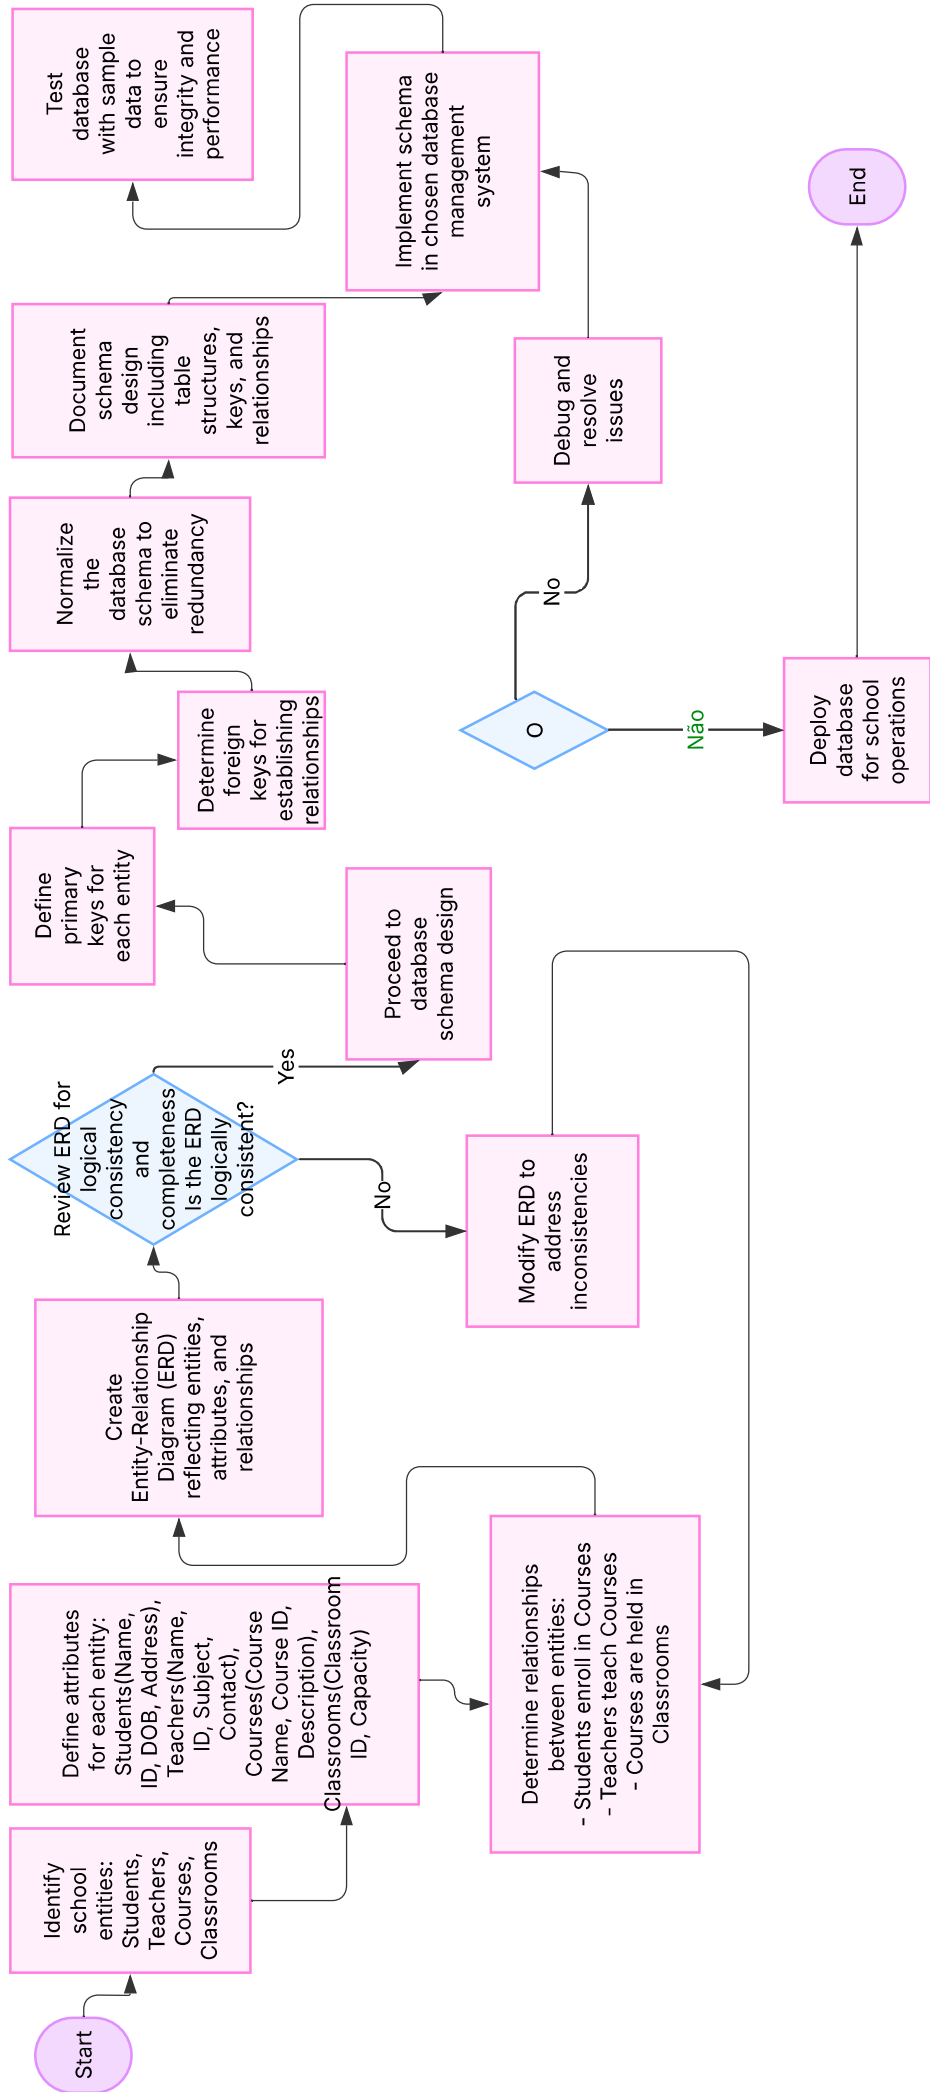 Start
Identify
school
entities:
Students,
Teachers,
Courses,
Classrooms
Define attributes
for each entity:
Students(Name,
ID, DOB, Address),
Teachers(Name,
ID, Subject,
Contact),
Courses(Course
Name, Course ID,
Description),
Classrooms(Classroom
ID, Capacity)
Determine relationships
between entities:
- Students enroll in Courses
- Teachers teach Courses
- Courses are held in
Classrooms
Create
Entity-Relationship
Diagram (ERD)
reflecting entities,
attributes, and
relationships
Review ERD for
logical
consistency
and
completeness
Is the ERD
logically
consistent?
No
Modify ERD to
address
inconsistencies
Yes
Proceed to
database
schema design
Define
primary
keys for
each entity
Determine
foreign
keys for
establishing
relationships
Normalize
the
database
schema to
eliminate
redundancy
Document
schema
design
including
table
structures,
keys, and
relationships
Implement schema
in chosen database
management
system
Test
database
with sample
data to
ensure
integrity and
performance
O
No
Debug and
resolve
issues
Não
Deploy
database
for school
operations
End